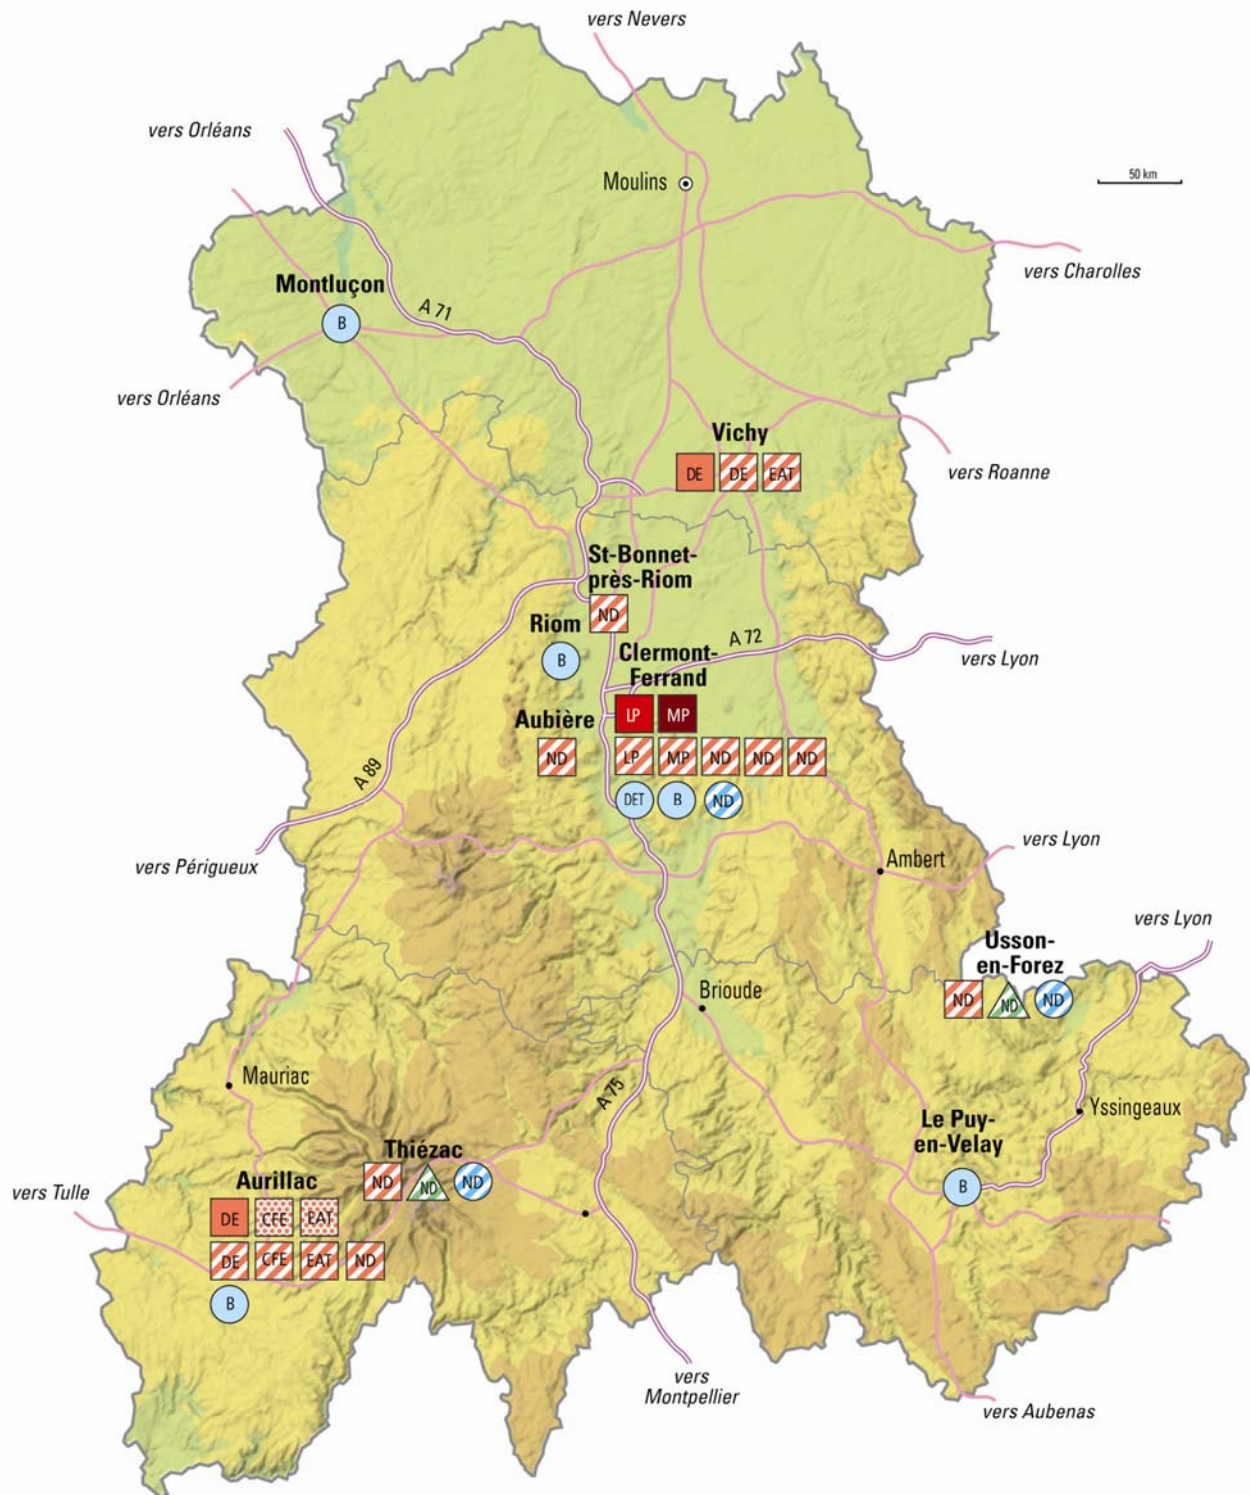 vers Nevers
vers Orléans
Moulins
50 km
vers Charolles
Montluçon
B
A 71
vers Orléans
Vichy
DE DE EAT
vers Roanne
St-Bonnet-
près-Riom
ND
Riom
B
A 72
vers Lyon
Clermont-
Ferrand
LP MP
Aubière
ND
LP MP ND ND ND
DET B ND
A 89
vers Périgueux
vers Lyon
Ambert
vers Lyon
Usson-
en-Forez
ND ND ND
Brioude
Mauriac
A 75
Yssingeaux
Le Puy-
en-Velay
B
Thiézac
ND ND ND
Aurillac
vers Tulle
DE CFE EAT
DE CFE EAT ND
B
vers
Montpellier
vers Aubenas